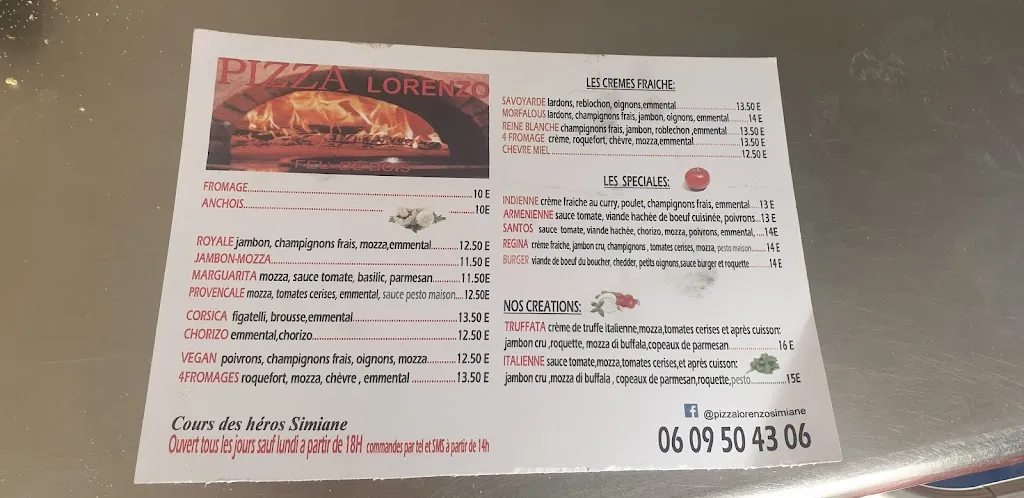 PIZZA LORENZO
FEU DE BOIS
FROMAGE..........10 E
ANCHOIS..........10E
ROYALE jambon, champignons frais, mozza,emmental..........12.50 E
JAMBON-MOZZA..........11.50 E
MARGUARITA mozza, sauce tomate, basilic, parmesan..........11.50E
PROVENCALE mozza, tomates cerises, emmental, sauce pesto maison....12.50E
CORSICA figatelli, brousse,emmental..........13.50 E
CHORIZO emmental,chorizo..........12.50 E
VEGAN poivrons, champignons frais, oignons, mozza..........12.50 E
4FROMAGES roquefort, mozza, chèvre , emmental ..........13.50 E
Cours des héros Simiane
Ouvert tous les jours sauf lundi a partir de 18H commandes par tel et SMS à partir de 14h
LES CREMES FRAICHE:
SAVOYARDE lardons, reblochon, oignons,emmental..........13.50 E
MORFALOUS lardons, champignons frais, jambon, oignons, emmental..........14 E
REINE BLANCHE champignons frais, jambon, roblechon ,emmental.....13.50 E
4 FROMAGE crème, roquefort, chèvre, mozza,emmental..........13.50 E
CHEVRE MIEL ..........12.50 E
LES SPECIALES:
INDIENNE crème fraiche au curry, poulet, champignons frais, emmental....13 E
ARMENIENNE sauce tomate, viande hachée de boeuf cuisinée, poivrons...13 E
SANTOS sauce tomate, viande hachée, chorizo, mozza, poivrons, emmental, ....14E
REGINA crème fraiche, jambon cru, champignons , tomates cerises, mozza, pesto maison......14 E
BURGER viande de boeuf du boucher, chedder, petits oignons,sauce burger et roquette.........14 E
NOS CREATIONS:
TRUFFATA crème de truffe italienne,mozza,tomates cerises et après cuisson:
jambon cru ,roquette, mozza di buffala,copeaux de parmesan..........16 E
ITALIENNE sauce tomate,mozza,tomates cerises,et après cuisson:
jambon cru ,mozza di buffala , copeaux de parmesan,roquette,pesto..........15E
@pizzalorenzosimiane
06 09 50 43 06